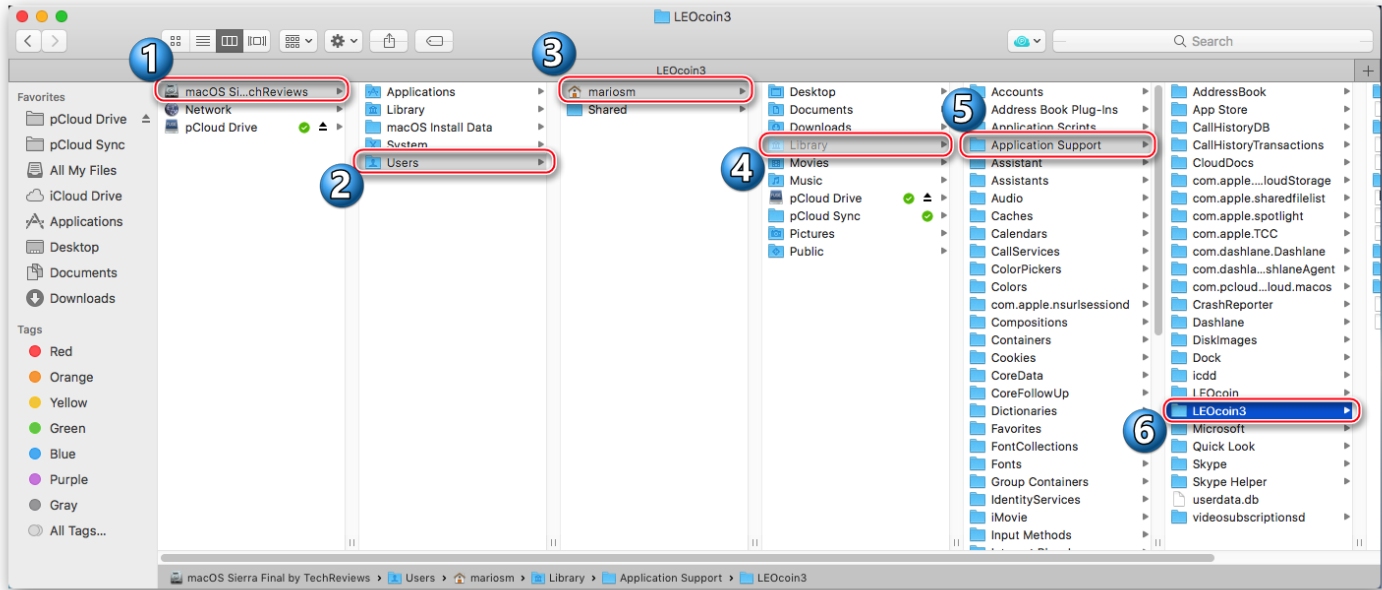 LEOcoin3
Search
LEOcoin3
Favorites
pCloud Drive
pCloud Sync
All My Files
iCloud Drive
Applications
Desktop
Documents
Downloads
Tags
Red
Orange
Yellow
Green
Blue
Purple
Gray
All Tags...
1
macOS Si...chReviews
Network
pCloud Drive
Applications
Library
macOS Install Data
System
Users
2
3
mariosm
Shared
Desktop
Documents
Downloads
Library
Movies
Music
pCloud Drive
pCloud Sync
Pictures
Public
4
5
Accounts
Address Book Plug-Ins
Application Scripts
Application Support
Assistant
Assistants
Audio
Caches
Calendars
CallServices
ColorPickers
Colors
com.apple.nsurlsessiond
Compositions
Containers
Cookies
CoreData
CoreFollowUp
Dictionaries
Favorites
FontCollections
Fonts
Group Containers
IdentityServices
iMovie
Input Methods
AddressBook
App Store
CallHistoryDB
CallHistoryTransactions
CloudDocs
com.apple....loudStorage
com.apple.sharedfilelist
com.apple.spotlight
com.apple.TCC
com.dashlane.Dashlane
com.dashla...shlaneAgent
com.pcloud...loud.macos
CrashReporter
Dashlane
DiskImages
Dock
icdd
LEOcoin
LEOcoin3
Microsoft
Quick Look
Skype
Skype Helper
userdata.db
videosubscriptionsd
6
macOS Sierra Final by TechReviews › Users › mariosm › Library › Application Support › LEOcoin3